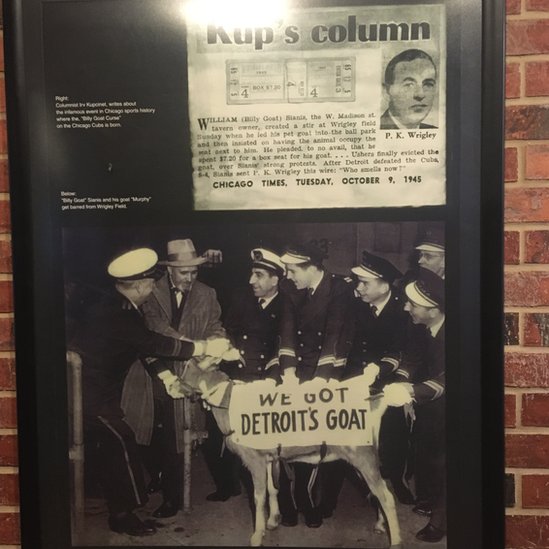 Kup's column
Right:
Columnist Irv Kupcinet, writes about
the infamous event in Chicago sports history
where the, "Billy Goat Curse"
on the Chicago Cubs is born.
4
BOX $7.20
4
P. K. Wrigley
WILLIAM (Billy Goat) Sianis, the W. Madison st.
tavern owner, created a stir at Wrigley field
Sunday when he led his pet goat into the ball park
and then insisted on having the animal occupy the
seat next to him. He pleaded, to no avail, that he
spent $7.20 for a box seat for his goat. . . . Ushers finally evicted the
goat, over Sianis' strong protests. After Detroit defeated the Cubs,
8-4, Sianis sent P. K. Wrigley this wire: "Who smells now?"
CHICAGO TIMES, TUESDAY, OCTOBER 9, 1945
Below:
"Billy Goat" Sianis and his goat "Murphy"
get barred from Wrigley Field.
WE GOT
DETROIT'S GOAT